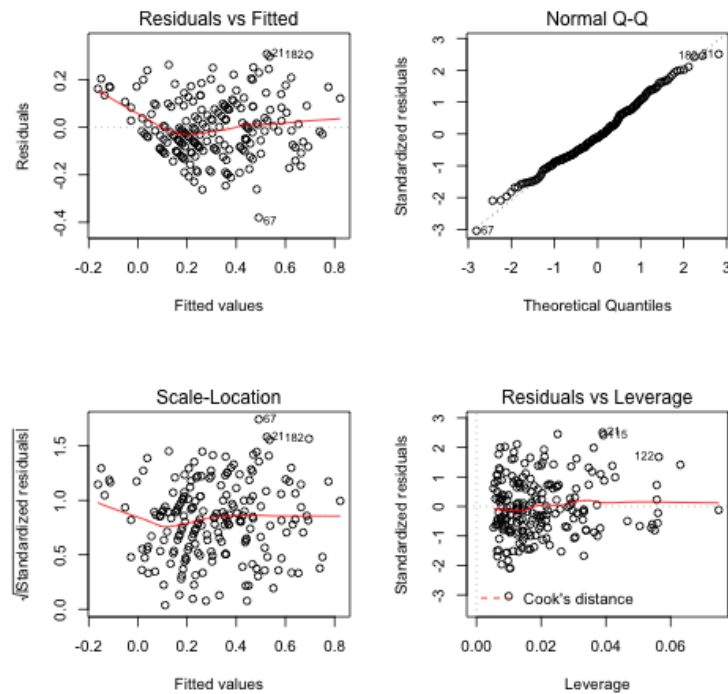 Residuals vs Fitted
Residuals
0.2
0.0
-0.2
-0.4
21
182
67
-0.2 0.0 0.2 0.4 0.6 0.8
Fitted values
Normal Q-Q
Standardized residuals
3
2
1
0
-1
-2
-3
67
-3 -2 -1 0 1 2 3
Theoretical Quantiles
Scale-Location
√|Standardized residuals|
1.5
1.0
0.5
0.0
67
21
182
-0.2 0.0 0.2 0.4 0.6 0.8
Fitted values
Residuals vs Leverage
Standardized residuals
3
2
1
0
-1
-2
-3
21
122
Cook's distance
0.00 0.02 0.04 0.06
Leverage